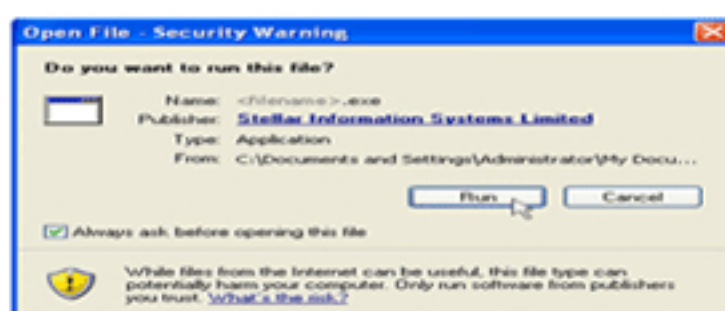 Open File - Security Warning
Do you want to run this file?
Name: <filename>.exe
Publisher: Stellar Information Systems Limited
Type: Application
From: C:\Documents and Settings\Administrator\My Docu...
Run
Cancel
Always ask before opening this file
While files from the Internet can be useful, this file type can
potentially harm your computer. Only run software from publishers
you trust. What's the risk?